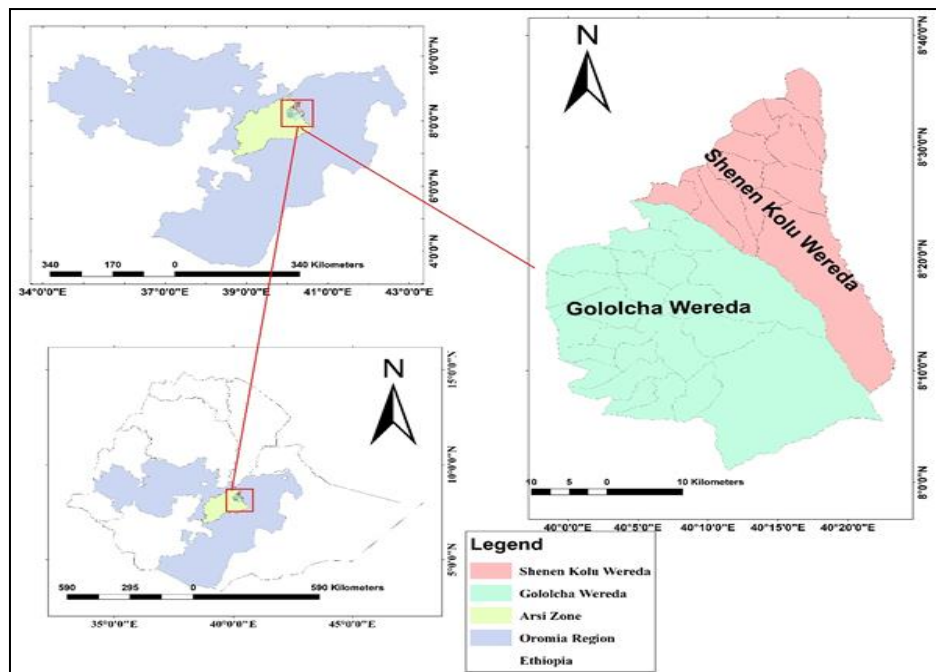 10°0'0"N
8°0'0"N
6°0'0"N
4°0'0"N
340 170 0 340 Kilometers
34°0'0"E 37°0'0"E 39°0'0"E 41°0'0"E 43°0'0"E
N
8°40'0"N
8°30'0"N
8°20'0"N
8°10'0"N
8°0'0"N
Shenen Kolu Wereda
Gololcha Wereda
10 5 0 10 Kilometers
40°0'0"E 40°5'0"E 40°10'0"E 40°15'0"E 40°20'0"E
N
15°0'0"N
10°0'0"N
5°0'0"N
590 295 0 590 Kilometers
35°0'0"E 40°0'0"E 45°0'0"E
Legend
Shenen Kolu Wereda
Gololcha Wereda
Arsi Zone
Oromia Region
Ethiopia